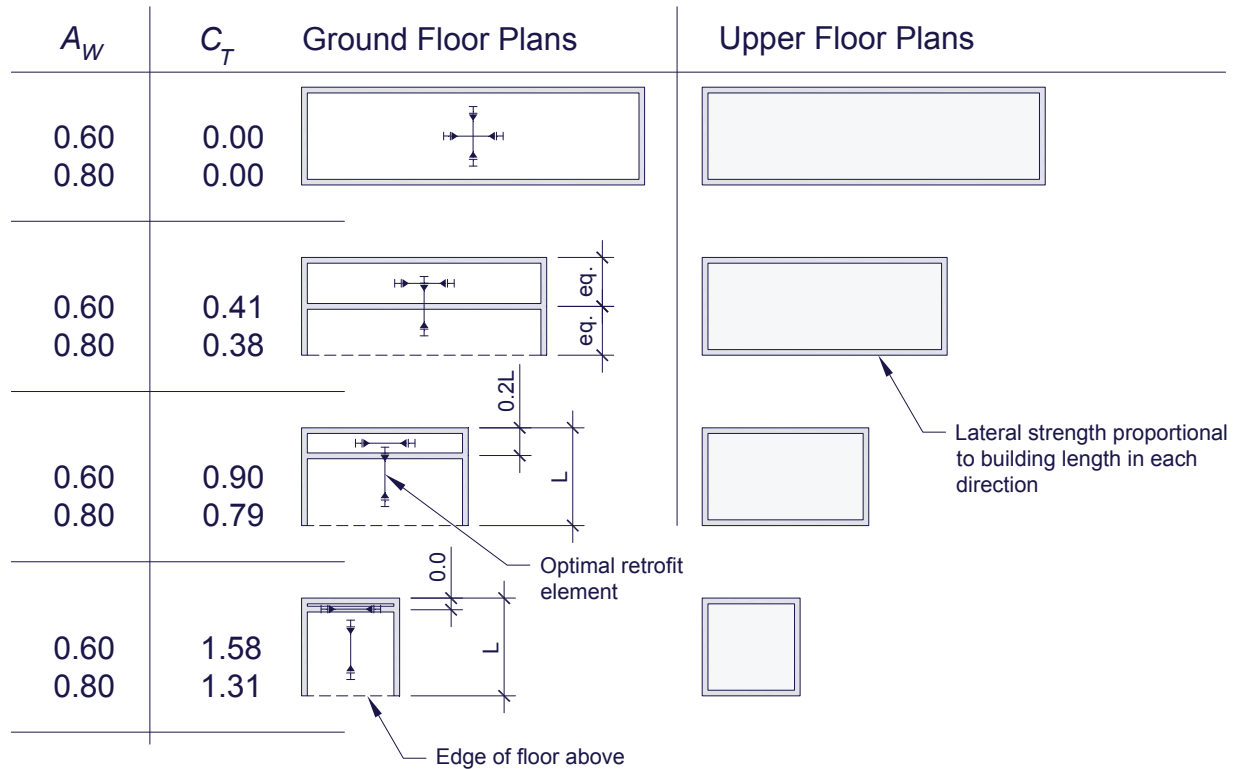 A_W C_T Ground Floor Plans Upper Floor Plans
0.60 0.00
0.80 0.00
eq.
0.60 0.41
eq.
0.80 0.38
0.2L
Lateral strength proportional
to building length in each
direction
0.60 0.90
L
0.80 0.79
Optimal retrofit
element
0.0
0.60 1.58
L
0.80 1.31
Edge of floor above